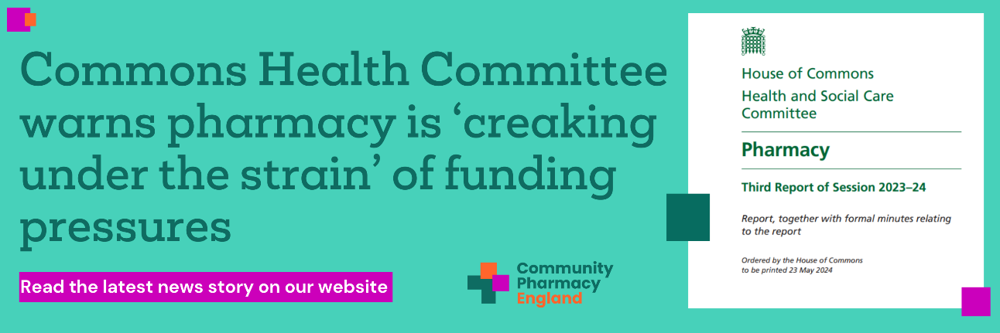 Commons Health Committee
warns pharmacy is ‘creaking
under the strain’ of funding
pressures
Read the latest news story on our website
Community
Pharmacy
England
House of Commons
Health and Social Care
Committee
Pharmacy
Third Report of Session 2023–24
Report, together with formal minutes relating
to the report
Ordered by the House of Commons
to be printed 23 May 2024